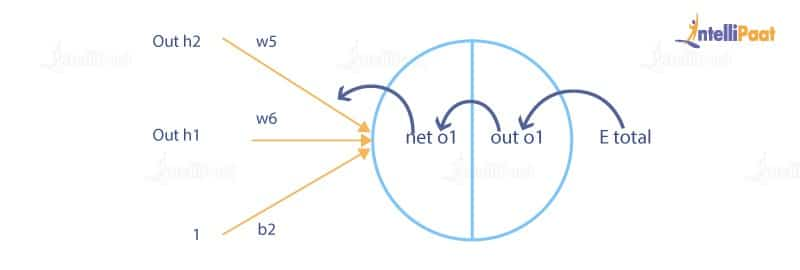 intelliPaat
Out h2
w5
w6
Out h1
net o1
out o1
E total
1
b2